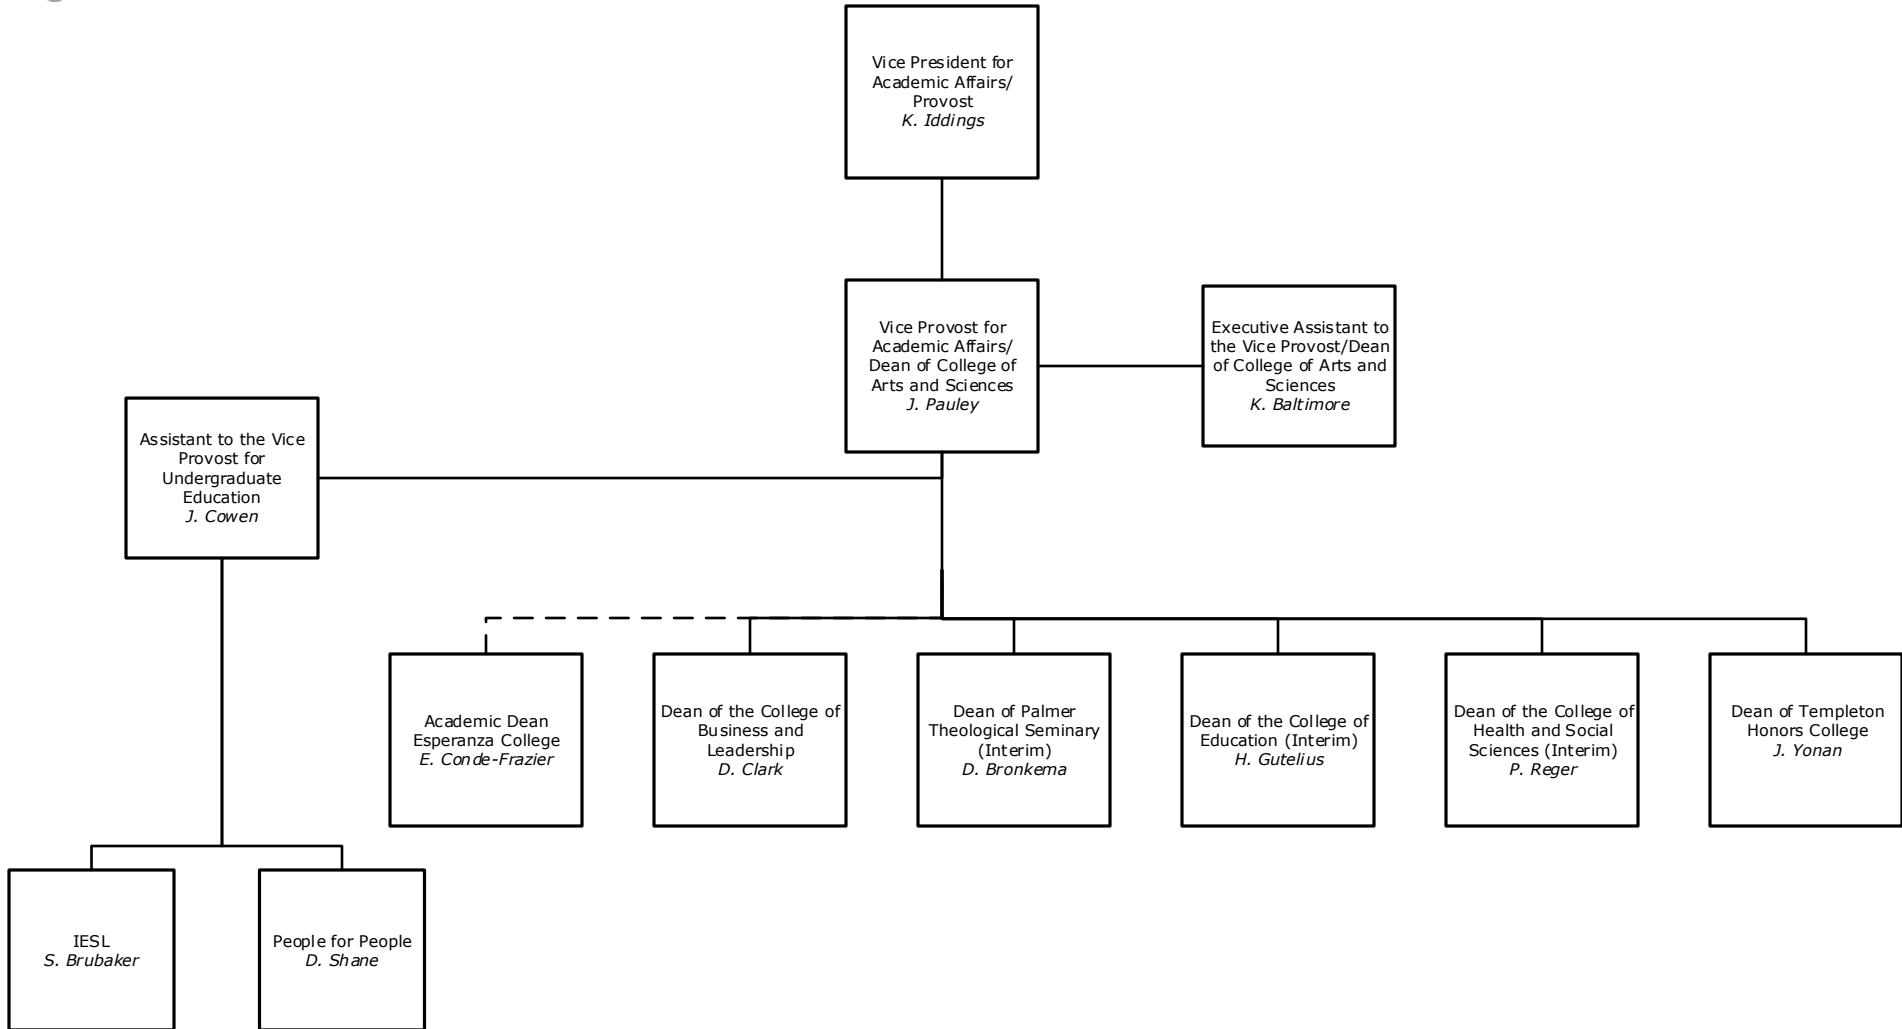 Vice President for
Academic Affairs/
Provost
K. Iddings
Vice Provost for
Academic Affairs/
Dean of College of
Arts and Sciences
J. Pauley
Executive Assistant to
the Vice Provost/Dean
of College of Arts and
Sciences
K. Baltimore
Assistant to the Vice
Provost for
Undergraduate
Education
J. Cowen
Academic Dean
Esperanza College
E. Conde-Frazier
Dean of the College of
Business and
Leadership
D. Clark
Dean of Palmer
Theological Seminary
(Interim)
D. Bronkema
Dean of the College of
Education (Interim)
H. Gutelius
Dean of the College of
Health and Social
Sciences (Interim)
P. Reger
Dean of Templeton
Honors College
J. Yonan
IESL
S. Brubaker
People for People
D. Shane